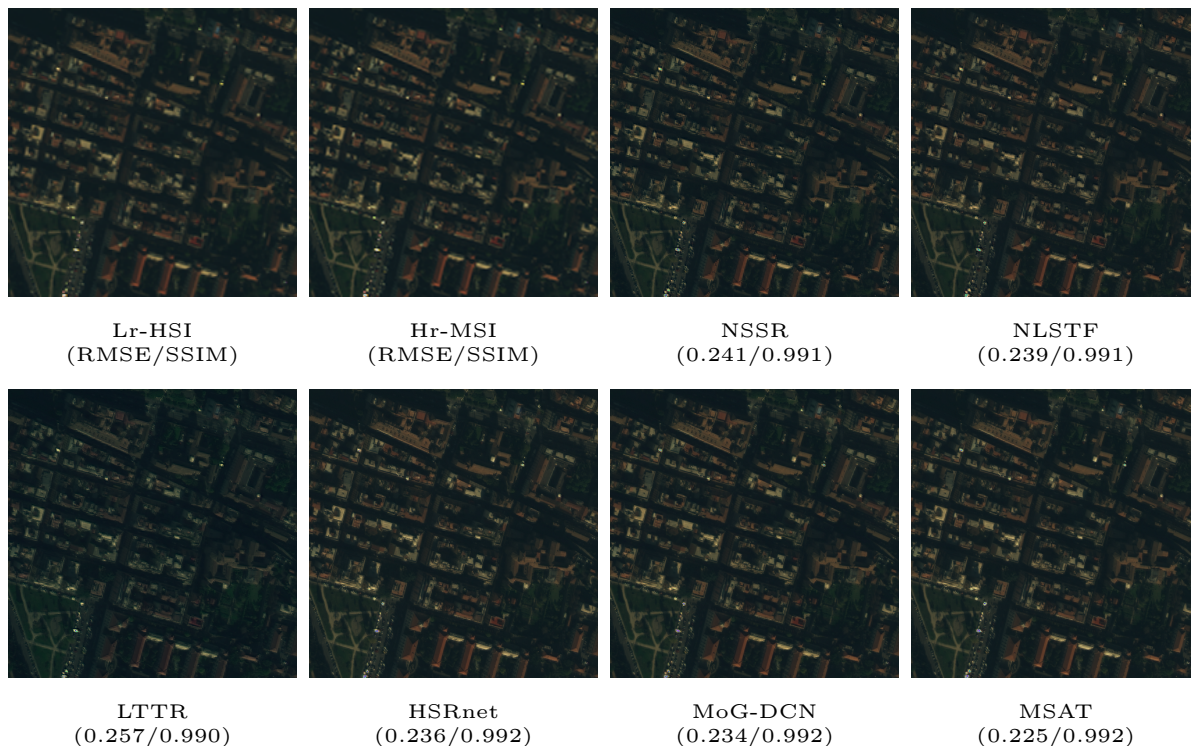 Lr-HSI
(RMSE/SSIM)
Hr-MSI
(RMSE/SSIM)
NSSR
(0.241/0.991)
NLSTF
(0.239/0.991)
LTTR
(0.257/0.990)
HSRnet
(0.236/0.992)
MoG-DCN
(0.234/0.992)
MSAT
(0.225/0.992)